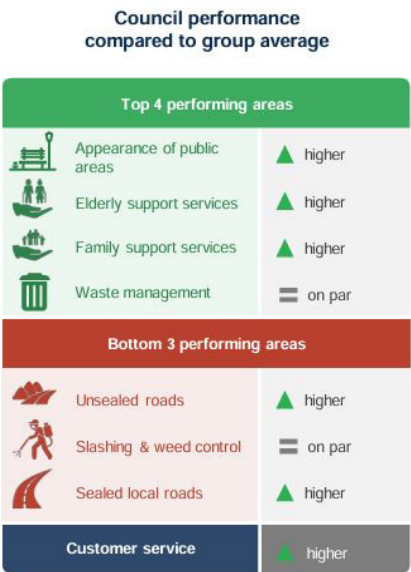 Council performance
compared to group average
Top 4 performing areas
Appearance of public
areas
higher
Elderly support services
higher
Family support services
higher
Waste management
on par
Bottom 3 performing areas
Unsealed roads
higher
Slashing & weed control
on par
Sealed local roads
higher
Customer service
higher